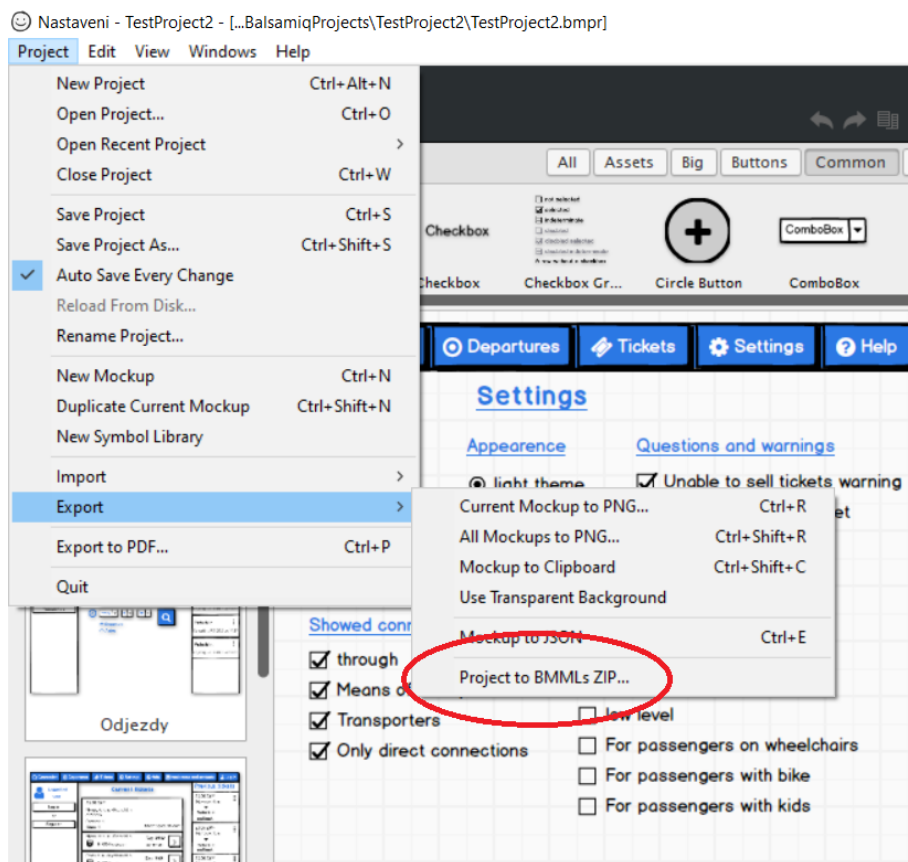 Nastaveni - TestProject2 - [...BalsamiqProjects\TestProject2\TestProject2.bmpr]
Project Edit View Windows Help
New Project Ctrl+Alt+N
Open Project... Ctrl+O
Open Recent Project
Close Project Ctrl+W
Save Project Ctrl+S
Save Project As... Ctrl+Shift+S
Auto Save Every Change
Reload From Disk...
Rename Project...
New Mockup Ctrl+N
Duplicate Current Mockup Ctrl+Shift+N
New Symbol Library
Import
Export
Export to PDF... Ctrl+P
Quit
All Assets Big Buttons Common
Checkbox
not selected
selected
indeterminate
disabled
disabled selected
ComboBox
Checkbox Checkbox Gr... Circle Button ComboBox
Departures Tickets Settings Help
Settings
Appearence Questions and warnings
light theme Unable to sell tickets warning
Current Mockup to PNG... Ctrl+R
All Mockups to PNG... Ctrl+Shift+R
Mockup to Clipboard Ctrl+Shift+C
Use Transparent Background
Mockup to JSON Ctrl+E
Project to BMMLs ZIP...
Showed
through
Means
Transporters
Only direct connections
low level
For passengers on wheelchairs
For passengers with bike
For passengers with kids
Odjezdy